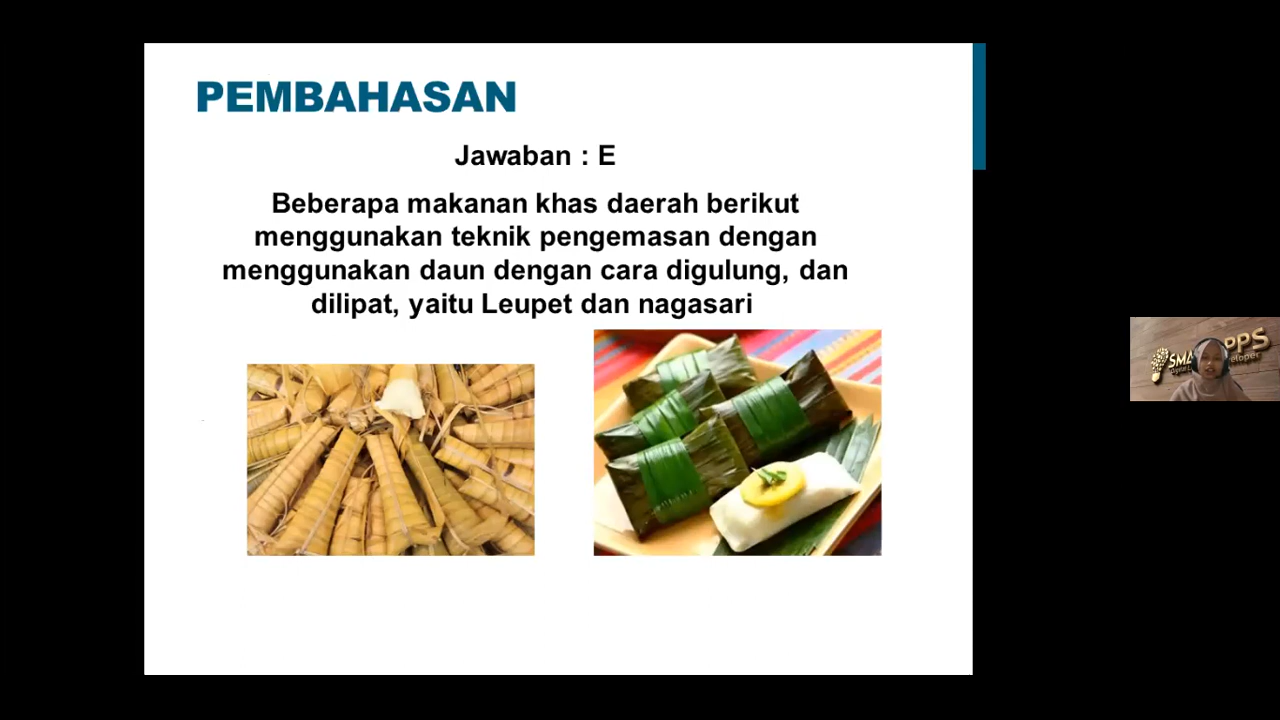 PEMBAHASAN
Jawaban : E
Beberapa makanan khas daerah berikut
menggunakan teknik pengemasan dengan
menggunakan daun dengan cara digulung, dan
dilipat, yaitu Leupet dan nagasari